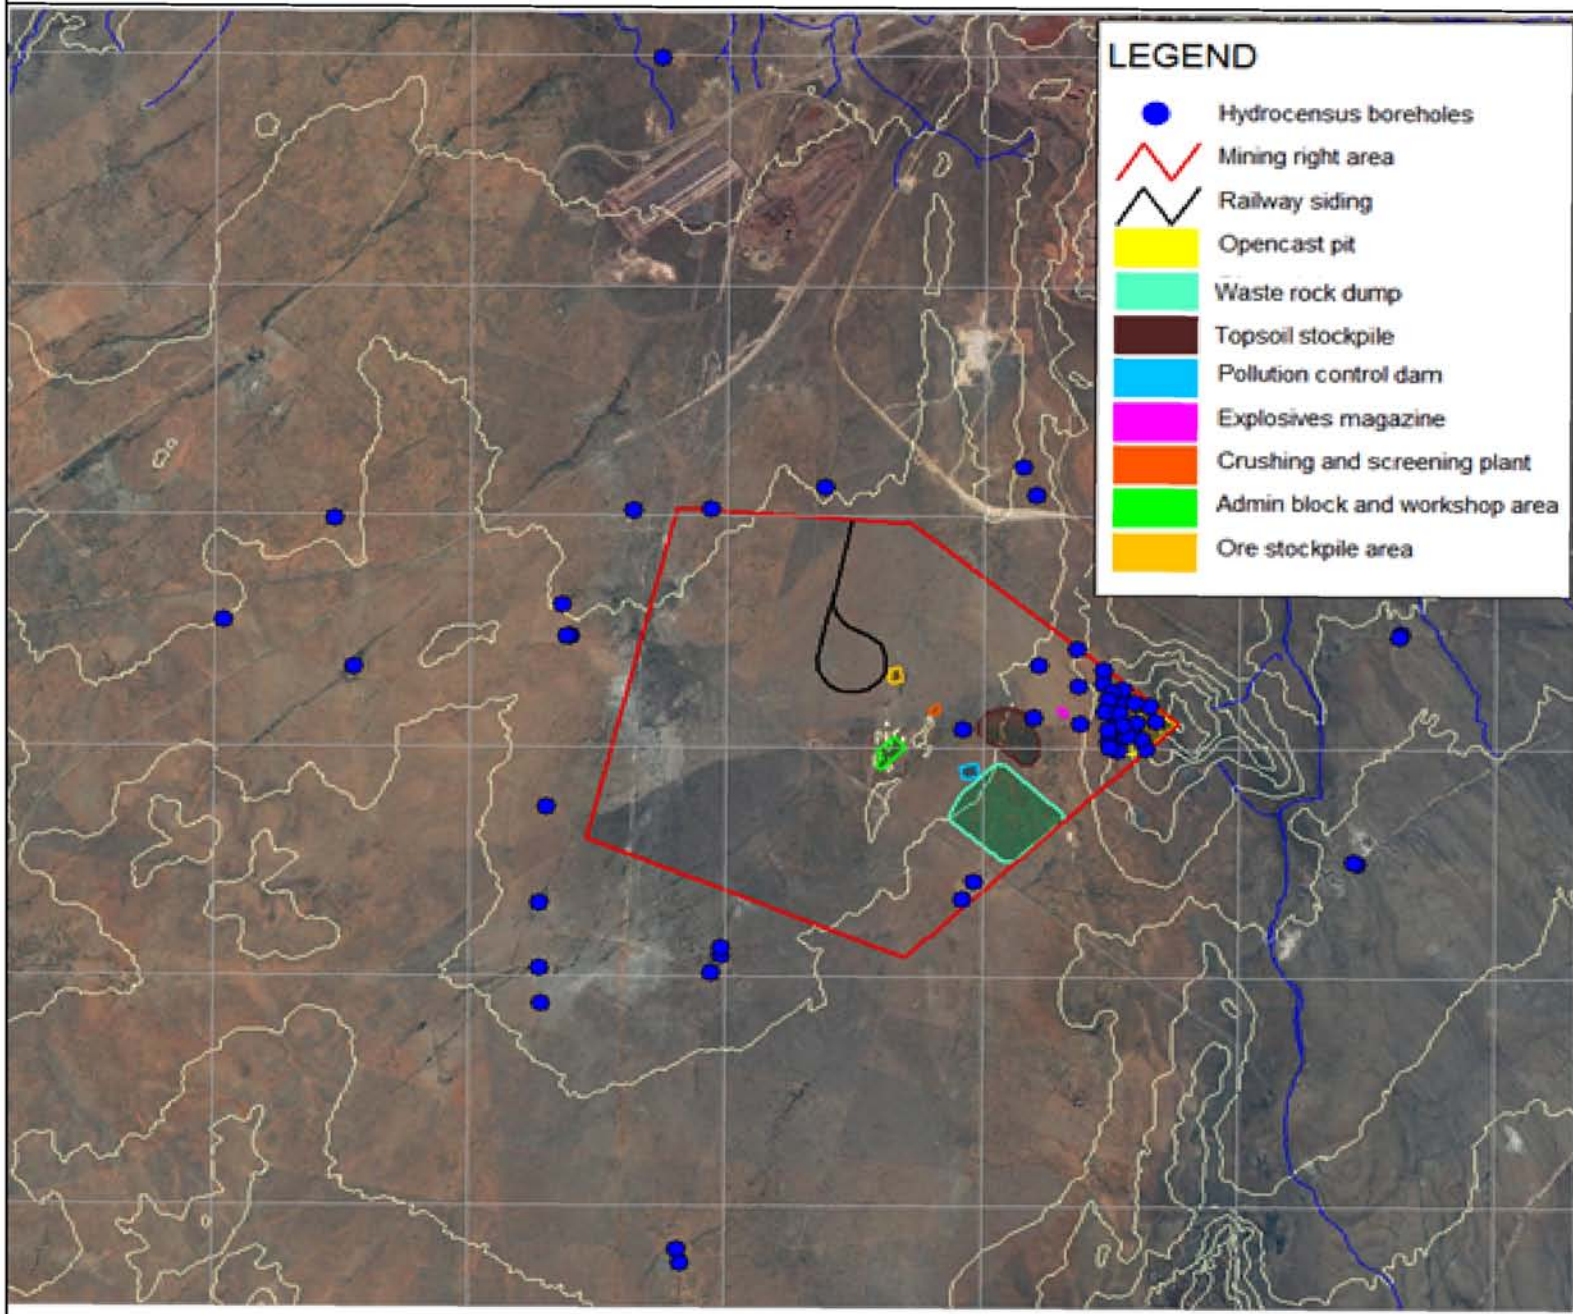 LEGEND
Hydrocensus boreholes
Mining right area
Railway siding
Opencast pit
Waste rock dump
Topsoil stockpile
Pollution control dam
Explosives magazine
Crushing and screening plant
Admin block and workshop area
Ore stockpile area